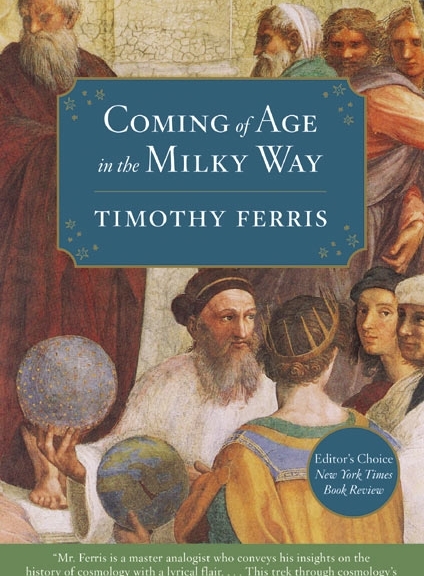 COMING of AGE
in the MILKY WAY
TIMOTHY FERRIS
Editor's Choice
New York Times
Book Review
"Mr. Ferris is a master analogist who conveys his insights on the
history of cosmology with a lyrical flair. . . . This trek through cosmology's